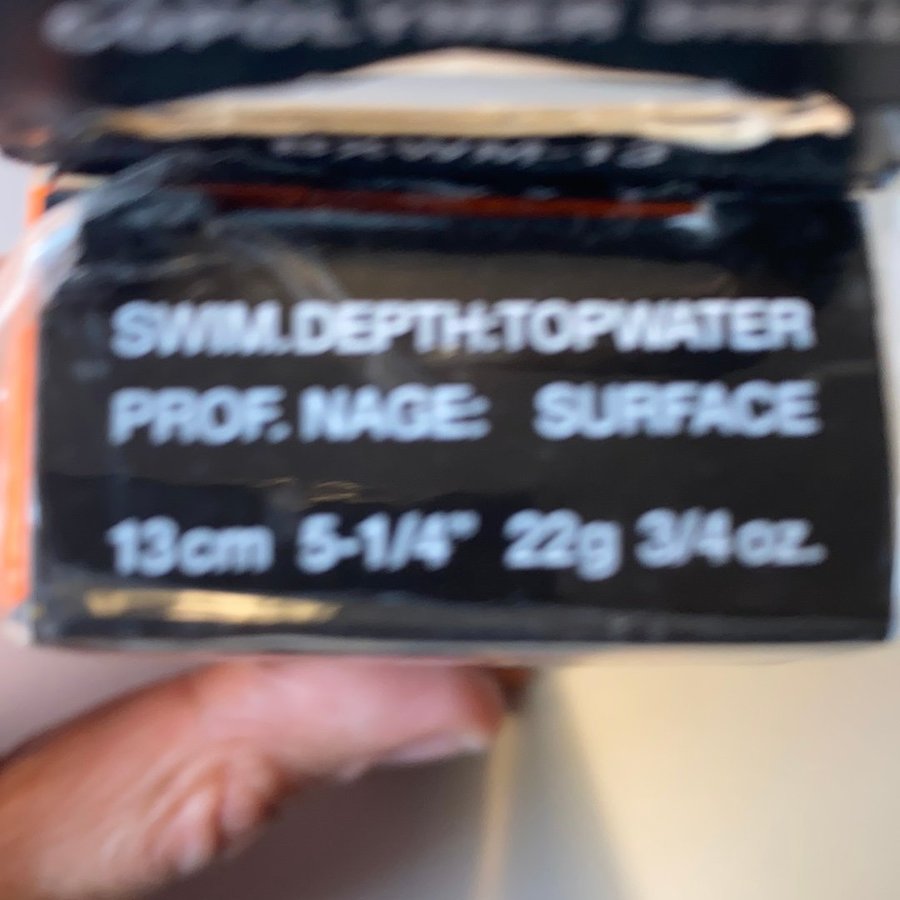 SWIM.DEPTH:TOPWATER
PROF. NAGE: SURFACE
13cm 5-1/4" 22g 3/4oz.